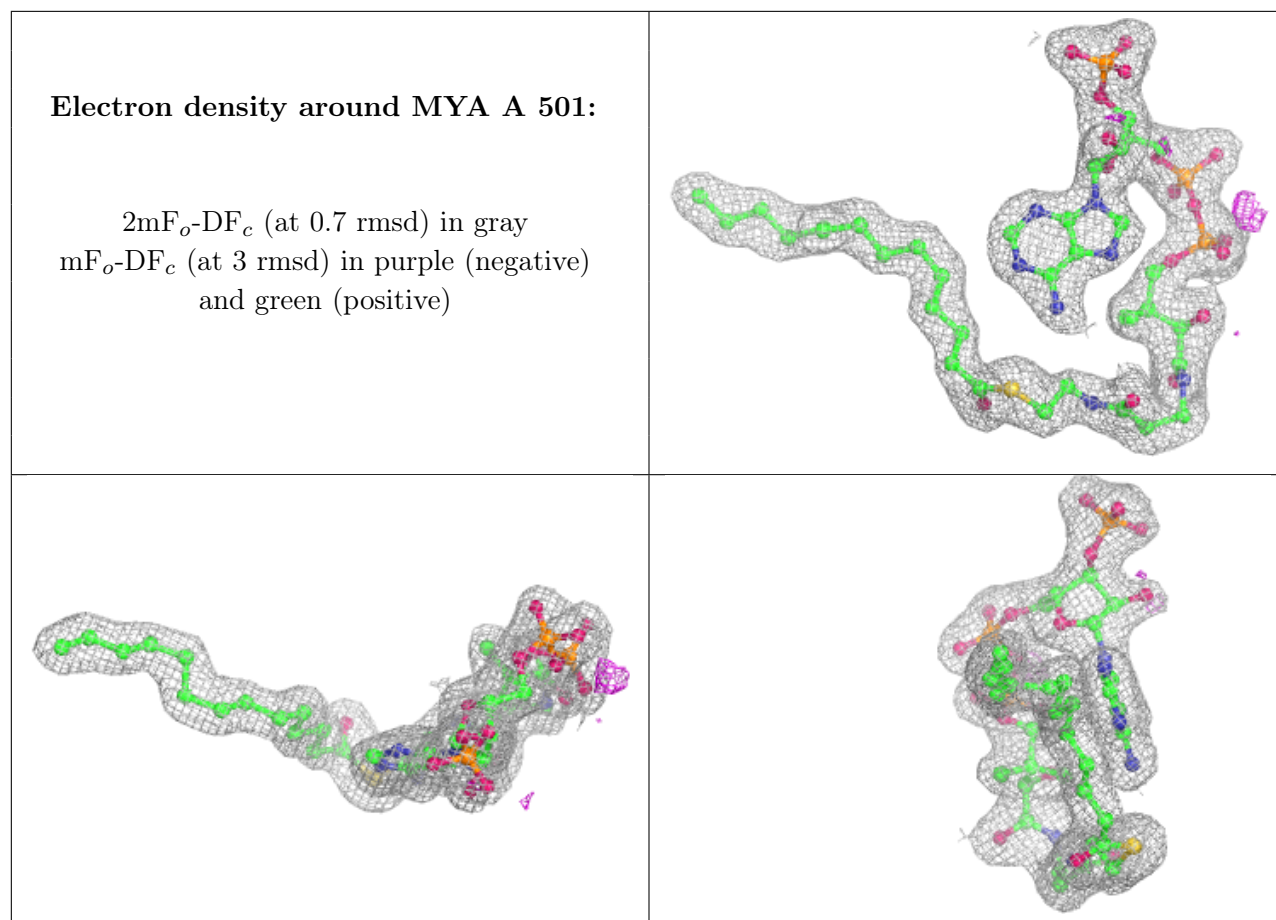 Electron density around MYA A 501:
2mFo-DFc (at 0.7 rmsd) in gray
mFo-DFc (at 3 rmsd) in purple (negative)
and green (positive)